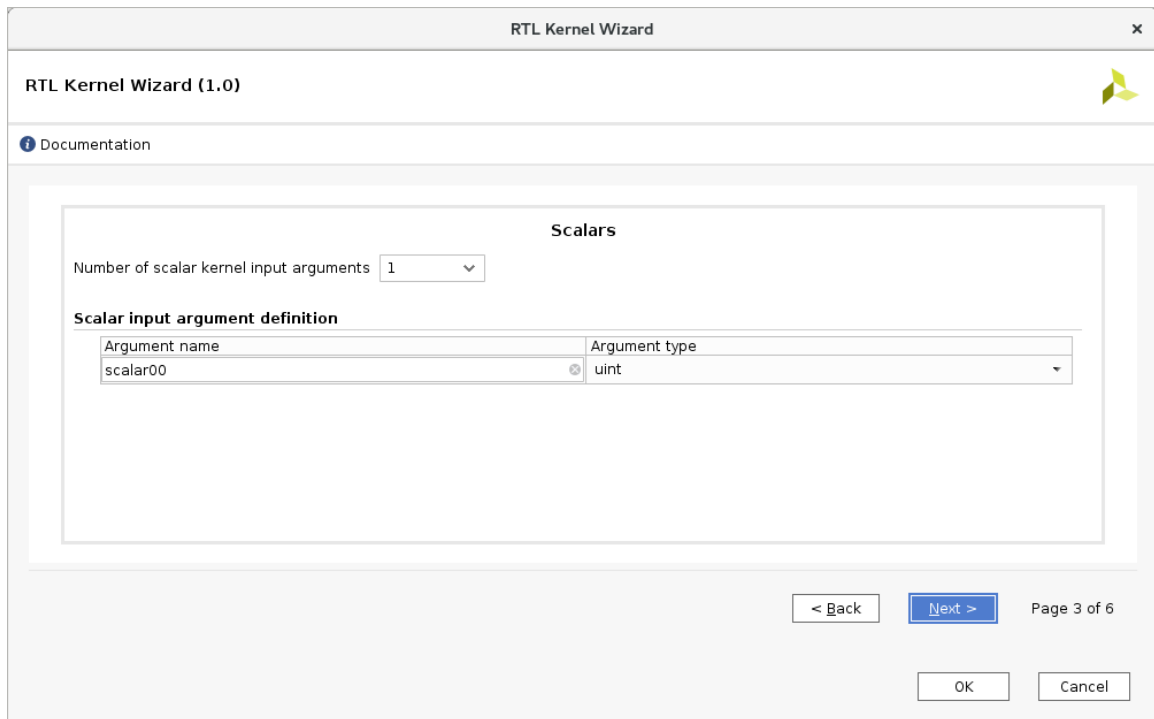 RTL Kernel Wizard
RTL Kernel Wizard (1.0)
Documentation
Scalars
Number of scalar kernel input arguments 1
Scalar input argument definition
Argument name Argument type
scalar00 uint
< Back Next > Page 3 of 6
OK Cancel